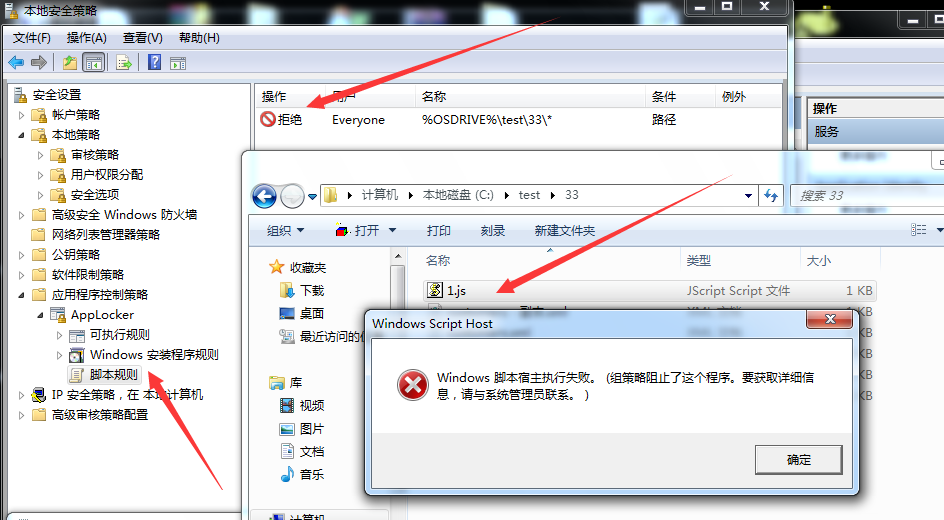 本地安全策略
文件(F) 操作(A) 查看(V) 帮助(H)
安全设置
帐户策略
本地策略
审核策略
用户权限分配
安全选项
高级安全 Windows 防火墙
网络列表管理器策略
公钥策略
软件限制策略
应用程序控制策略
AppLocker
可执行规则
Windows 安装程序规则
脚本规则
IP 安全策略，在 本地计算机
高级审核策略配置
操作 用户 名称 条件 例外
拒绝 Everyone %OSDRIVE%\test\33\* 路径
操作
服务
计算机 本地磁盘 (C:) test 33
搜索 33
组织 打开 打印 刻录 新建文件夹
收藏夹
下载
桌面
最近访问的
库
视频
图片
文档
音乐
计算机
名称 类型 大小
1.js JScript Script 文件 1 KB
KB
KB
KB
KB
Windows Script Host
Windows 脚本宿主执行失败。 (组策略阻止了这个程序。要获取详细信
息，请与系统管理员联系。)
确定